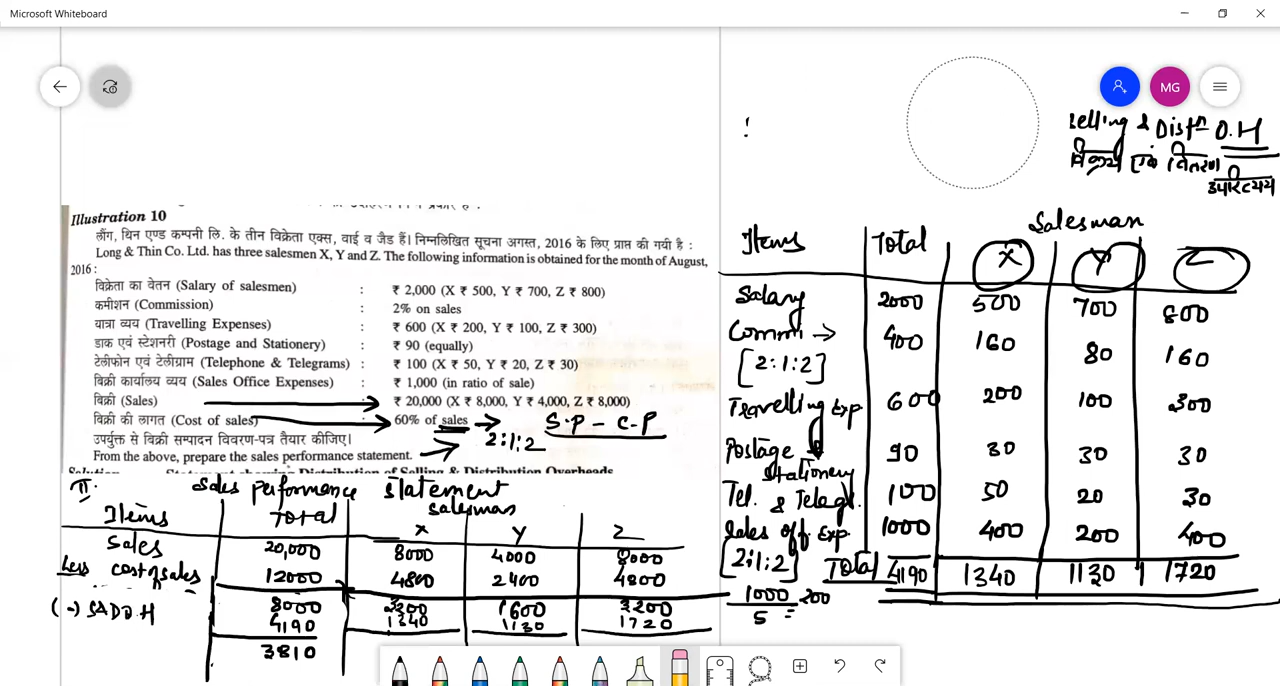 Microsoft Whiteboard
MG
Selling & Distn O.H
विक्रय एवं वितरण
उपरिव्यय
Illustration 10
लौंग, थिन एण्ड कम्पनी लि. के तीन विक्रेता एक्स, वाई व जैड हैं। निम्नलिखित सूचना अगस्त, 2016 के लिए प्राप्त की गयी है :
Long & Thin Co. Ltd. has three salesmen X, Y and Z. The following information is obtained for the month of August,
2016 :
विक्रेता का वेतन (Salary of salesmen) : ₹ 2,000 (X ₹ 500, Y ₹ 700, Z ₹ 800)
कमीशन (Commission) : 2% on sales
यात्रा व्यय (Travelling Expenses) : ₹ 600 (X ₹ 200, Y ₹ 100, Z ₹ 300)
डाक एवं स्टेशनरी (Postage and Stationery) : ₹ 90 (equally)
टेलीफोन एवं टेलीग्राम (Telephone & Telegrams) : ₹ 100 (X ₹ 50, Y ₹ 20, Z ₹ 30)
बिक्री कार्यालय व्यय (Sales Office Expenses) : ₹ 1,000 (in ratio of sale)
बिक्री (Sales) ₹ 20,000 (X ₹ 8,000, Y ₹ 4,000, Z ₹ 8,000)
बिक्री की लागत (Cost of sales) : 60% of sales → S.P - C.P
उपर्युक्त से बिक्री सम्पादन विवरण-पत्र तैयार कीजिए। 2:1:2
From the above, prepare the sales performance statement.
Statement showing Distribution of Selling & Distribution Overheads
II. Sales Performance Statement
Items Total Salesman
X Y Z
Sales 20,000 8000 4000 8000
Less cost of sales 12000 4800 2400 4800
8000 3200 1600 3200
(-) S&D O.H 4190 1340 1130 1720
3810
Items Total Salesman
X Y Z
Salary 2000 500 700 800
Commn → 400 160 80 160
[2:1:2]
Travelling Exp 600 200 100 300
Postage & Stationery 90 30 30 30
Tel. & Telegr. 100 50 20 30
Sales off. Exp 1000 400 200 400
[2:1:2]
Total 4190 1340 1130 1720
1000 200
5 =